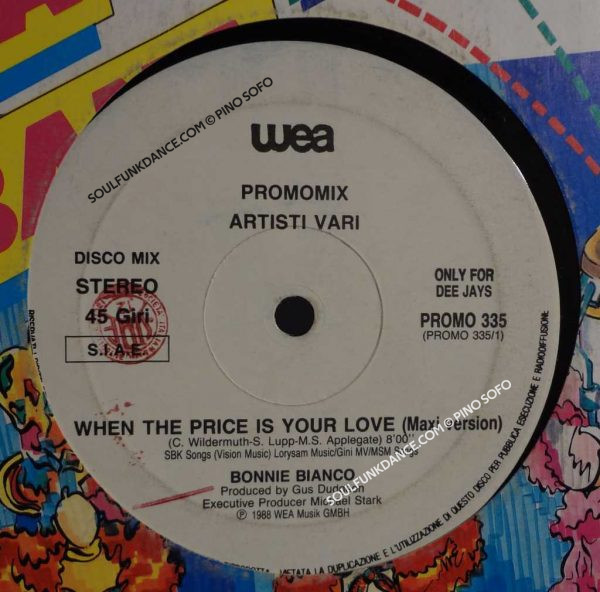 wea
PROMOMIX
ARTISTI VARI
DISCO MIX
STEREO
45 Giri
S.I.A.E.
ONLY FOR
DEE JAYS
PROMO 335
(PROMO 335/1)
WHEN THE PRICE IS YOUR LOVE (Maxi version)
(C. Wildermuth-S. Lupp-M.S. Applegate) 8'00"
SBK Songs (Vision Music) Lorysam Music/Gini MV/MSM
BONNIE BIANCO
Produced by Gus Dudgeon
Executive Producer Michael Stark
℗ 1988 WEA Musik GMBH
VIETATA LA DUPLICAZIONE E L'UTILIZZAZIONE DI QUESTO DISCO PER PUBBLICA ESECUZIONE E RADIODIFFUSIONE
SOULFUNKDANCE.COM © PINO SOFO
SOULFUNKDANCE.COM © PINO SOFO